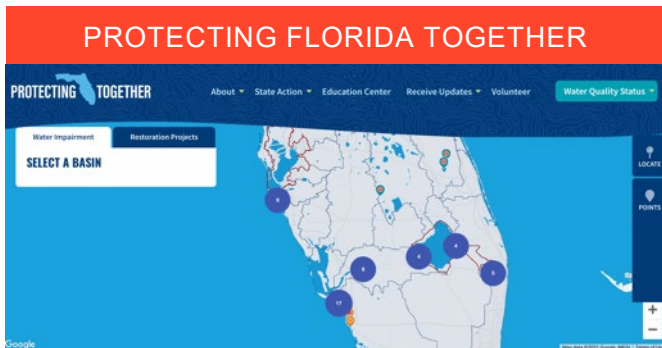 PROTECTING FLORIDA TOGETHER
PROTECTING TOGETHER
About State Action Education Center Receive Updates Volunteer Water Quality Status
Water Impairment Restoration Projects
SELECT A BASIN
LOCATE
POINTS
9
4
6
8
5
17
+
−
Google